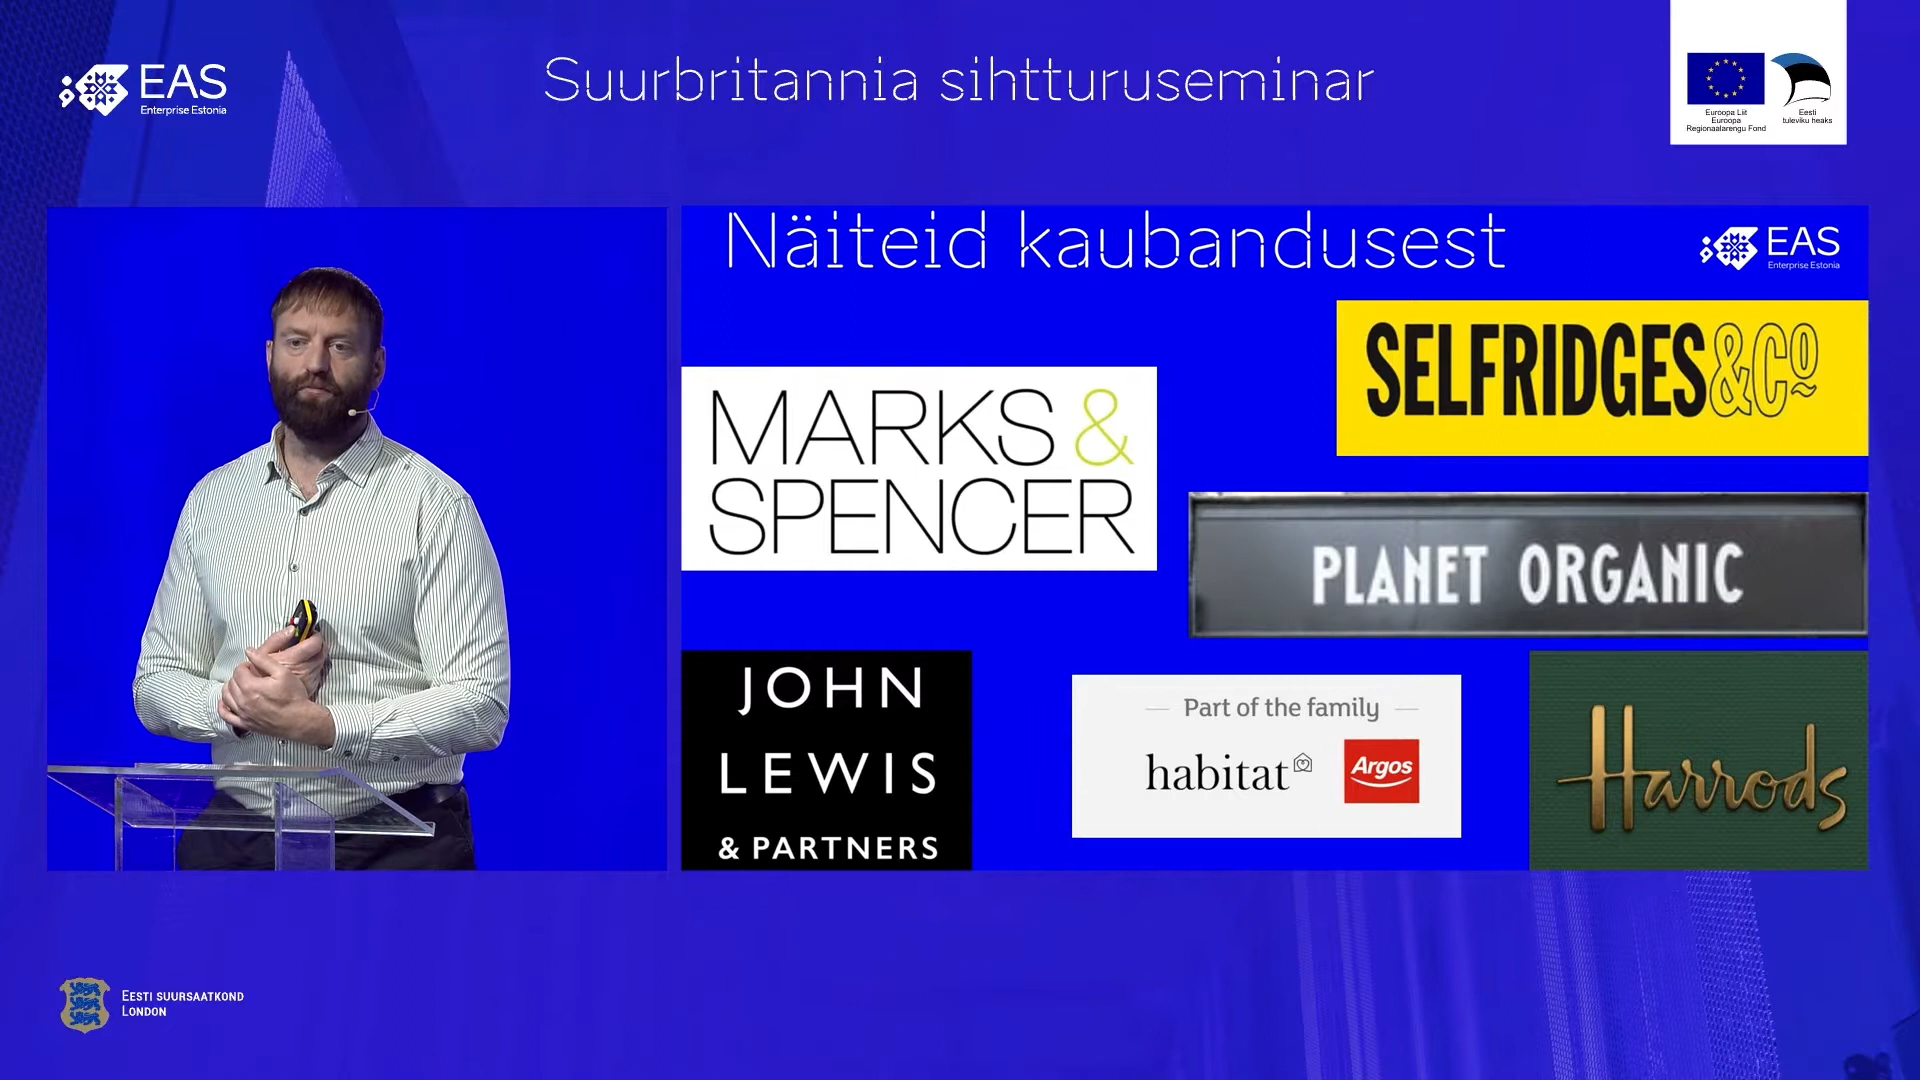 EAS
Enterprise Estonia
Suurbritannia sihtturuseminar
Euroopa Liit
Euroopa
Regionaalarengu Fond
Eesti
tuleviku heaks
Näiteid kaubandusest
EAS
Enterprise Estonia
SELFRIDGES&Cº
MARKS &
SPENCER
PLANET ORGANIC
JOHN
LEWIS
& PARTNERS
Part of the family
habitat
Argos
Harrods
EESTI SUURSAATKOND
LONDON